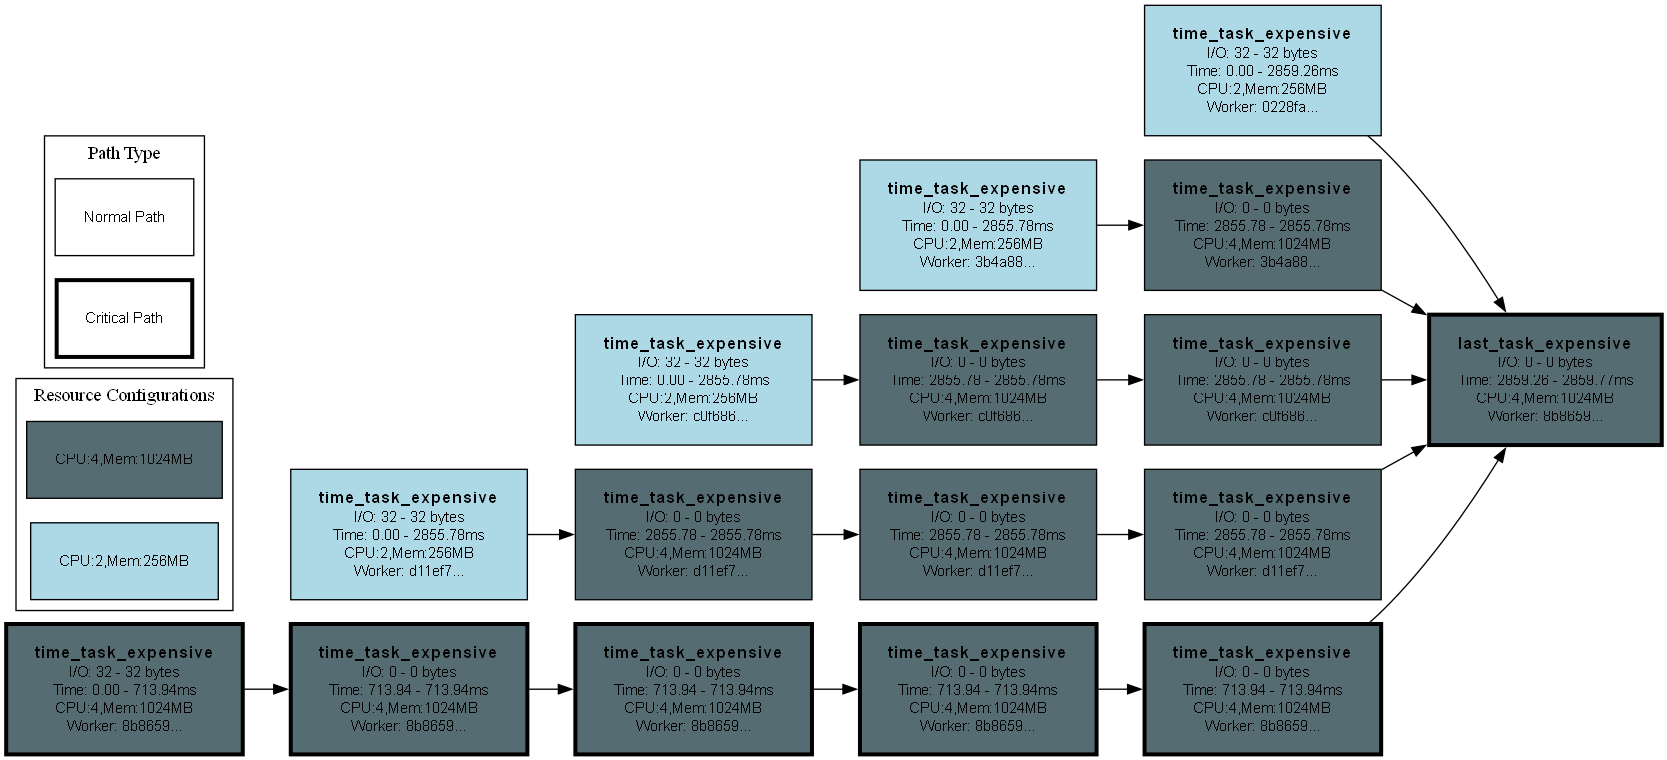 time_task_expensive
I/O: 32 - 32 bytes
Time: 0.00 - 2859.26ms
CPU:2,Mem:256MB
Worker: 0228fa...
Path Type
Normal Path
Critical Path
time_task_expensive
I/O: 32 - 32 bytes
Time: 0.00 - 2855.78ms
CPU:2,Mem:256MB
Worker: 3b4a88...
time_task_expensive
I/O: 0 - 0 bytes
Time: 2855.78 - 2855.78ms
CPU:4,Mem:1024MB
Worker: 3b4a88...
time_task_expensive
I/O: 32 - 32 bytes
Time: 0.00 - 2855.78ms
CPU:2,Mem:256MB
Worker: c0f686...
time_task_expensive
I/O: 0 - 0 bytes
Time: 2855.78 - 2855.78ms
CPU:4,Mem:1024MB
Worker: c0f686...
time_task_expensive
I/O: 0 - 0 bytes
Time: 2855.78 - 2855.78ms
CPU:4,Mem:1024MB
Worker: c0f686...
last_task_expensive
I/O: 0 - 0 bytes
Time: 2859.26 - 2859.77ms
CPU:4,Mem:1024MB
Worker: 8b8659...
Resource Configurations
CPU:4,Mem:1024MB
CPU:2,Mem:256MB
time_task_expensive
I/O: 32 - 32 bytes
Time: 0.00 - 2855.78ms
CPU:2,Mem:256MB
Worker: d11ef7...
time_task_expensive
I/O: 0 - 0 bytes
Time: 2855.78 - 2855.78ms
CPU:4,Mem:1024MB
Worker: d11ef7...
time_task_expensive
I/O: 0 - 0 bytes
Time: 2855.78 - 2855.78ms
CPU:4,Mem:1024MB
Worker: d11ef7...
time_task_expensive
I/O: 0 - 0 bytes
Time: 2855.78 - 2855.78ms
CPU:4,Mem:1024MB
Worker: d11ef7...
time_task_expensive
I/O: 32 - 32 bytes
Time: 0.00 - 713.94ms
CPU:4,Mem:1024MB
Worker: 8b8659...
time_task_expensive
I/O: 0 - 0 bytes
Time: 713.94 - 713.94ms
CPU:4,Mem:1024MB
Worker: 8b8659...
time_task_expensive
I/O: 0 - 0 bytes
Time: 713.94 - 713.94ms
CPU:4,Mem:1024MB
Worker: 8b8659...
time_task_expensive
I/O: 0 - 0 bytes
Time: 713.94 - 713.94ms
CPU:4,Mem:1024MB
Worker: 8b8659...
time_task_expensive
I/O: 0 - 0 bytes
Time: 713.94 - 713.94ms
CPU:4,Mem:1024MB
Worker: 8b8659...